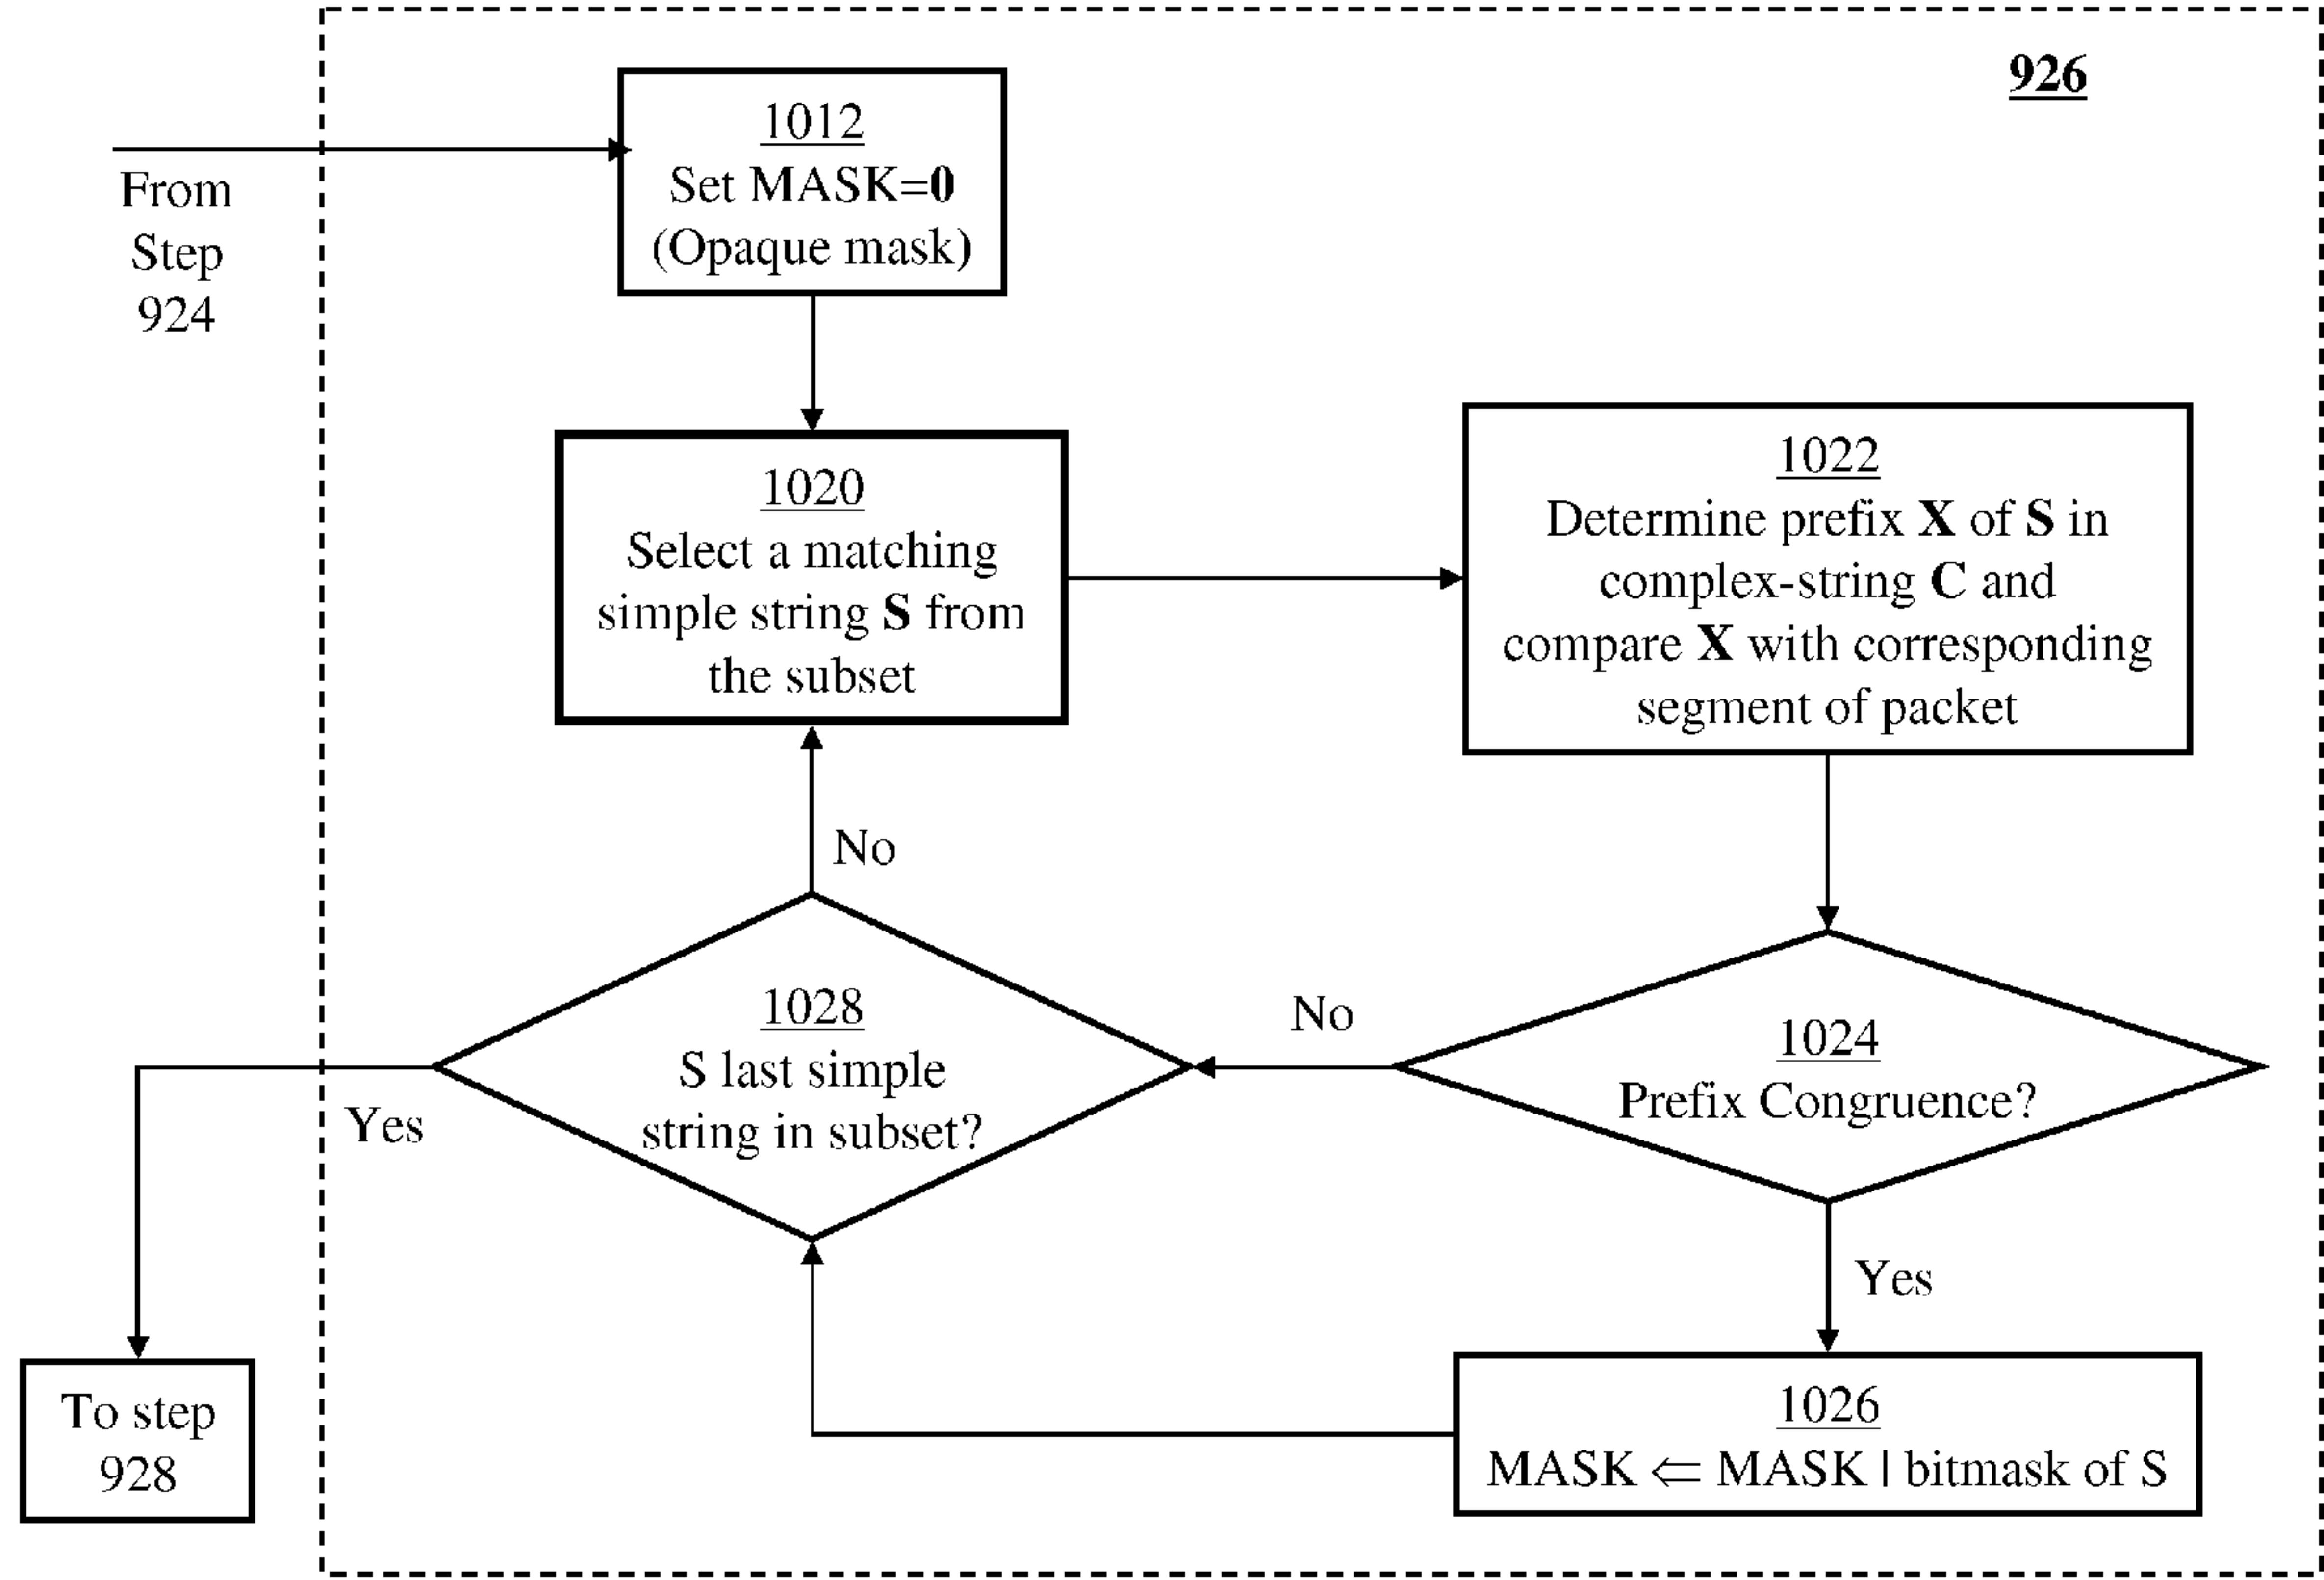 926
1012
Set MASK=0
(Opaque mask)
From
Step
924
1020
Select a matching
simple string S from
the subset
1022
Determine prefix X of S in
complex-string C and
compare X with corresponding
segment of packet
No
1028
S last simple
string in subset?
No
1024
Prefix Congruence?
Yes
Yes
To step
928
1026
MASK ⇐ MASK | bitmask of S